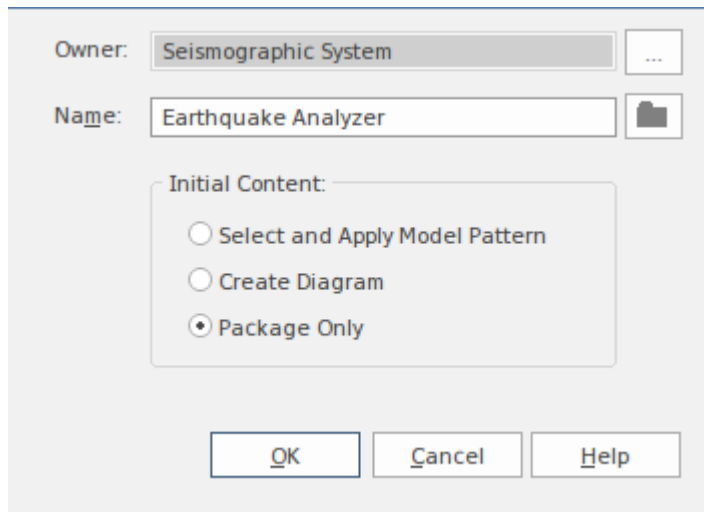 Owner: Seismographic System ...
Name: Earthquake Analyzer
Initial Content:
Select and Apply Model Pattern
Create Diagram
Package Only
OK Cancel Help